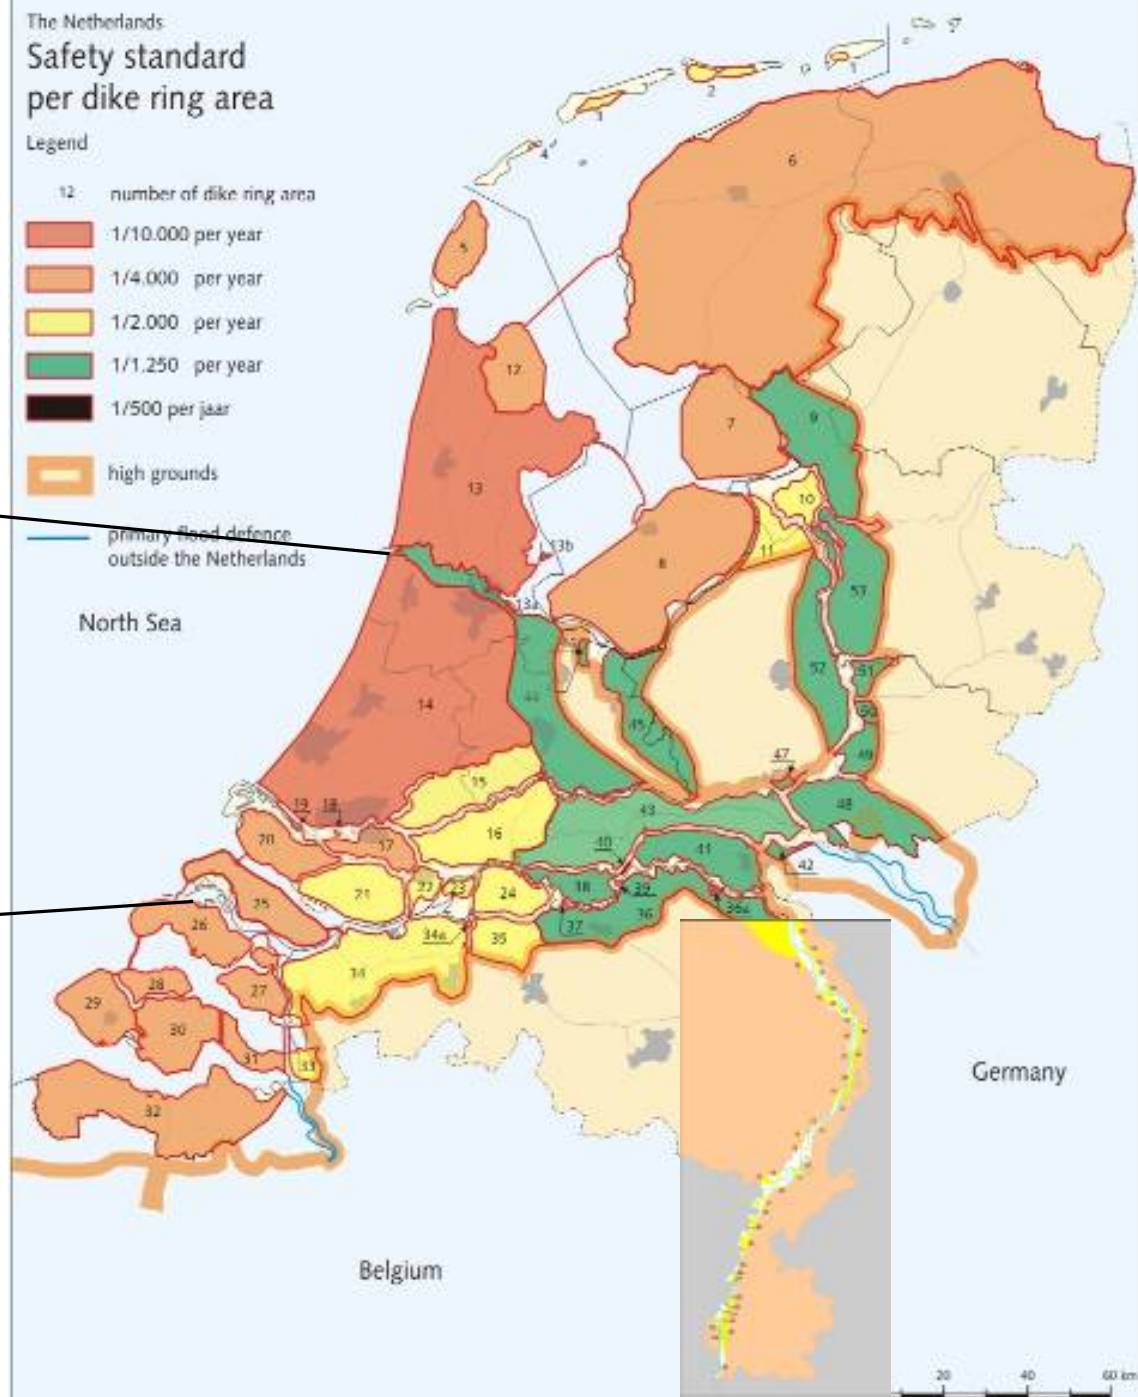 The Netherlands
Safety standard
per dike ring area
Legend
12 number of dike ring area
1/10.000 per year
1/4.000 per year
1/2.000 per year
1/1.250 per year
1/500 per jaar
high grounds
primary flood defence
outside the Netherlands
North Sea
Germany
Belgium
1
2
3
4
5
6
7
8
9
10
11
12
13
13b
13a
14
15
16
17
18
19
20
21
22
23
24
25
26
27
28
29
30
31
32
33
34
34a
35
36
36a
37
38
39
40
41
42
43
44
45
47
48
49
50
51
52
53
20 40 60 km